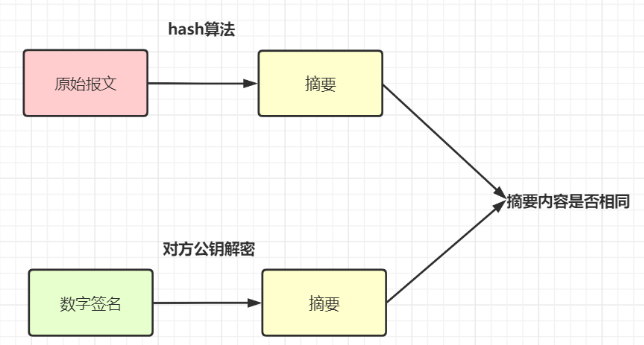 hash算法
原始报文
摘要
摘要内容是否相同
对方公钥解密
数字签名
摘要